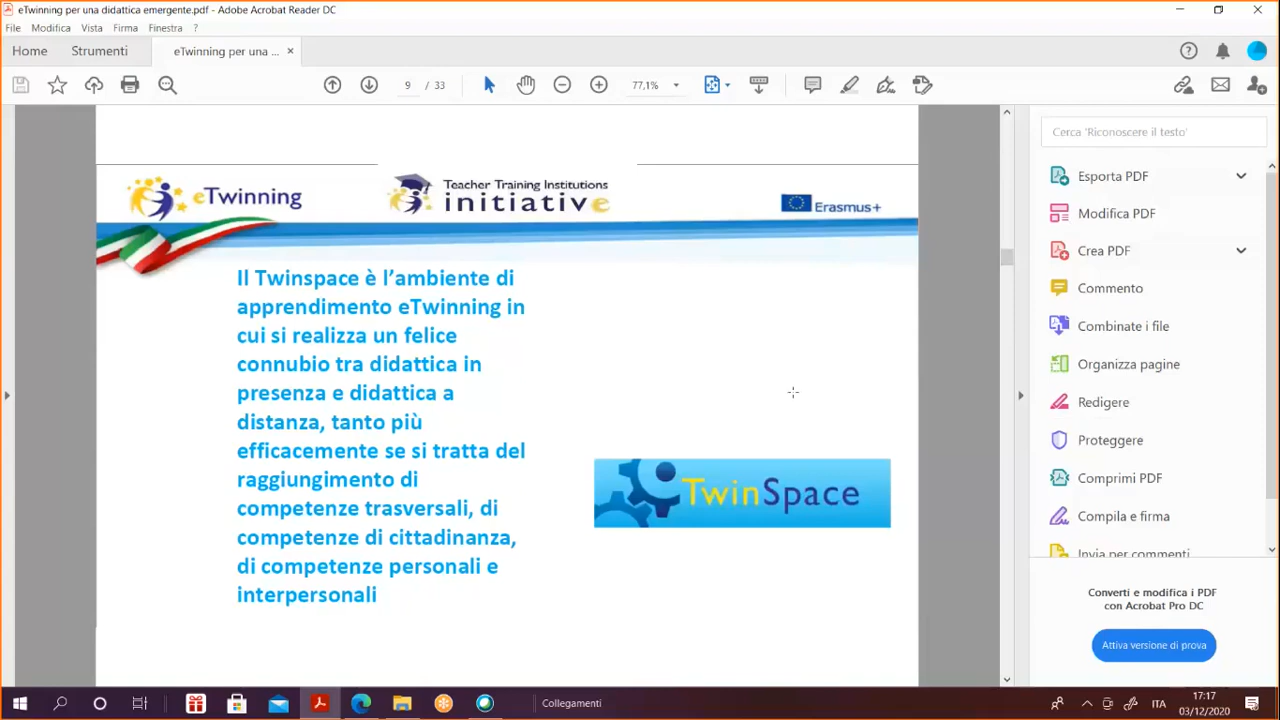 eTwinning per una didattica emergente.pdf - Adobe Acrobat Reader DC
File Modifica Vista Firma Finestra ?
Home Strumenti eTwinning per una ... ×
9 / 33 77,1%
Cerca 'Riconoscere il testo'
Esporta PDF
Modifica PDF
Crea PDF
Commento
Combinate i file
Organizza pagine
Redigere
Proteggere
Comprimi PDF
Compila e firma
Invia per commenti
Converti e modifica i PDF
con Acrobat Pro DC
Attiva versione di prova
eTwinning
Teacher Training Institutions
initiative
Erasmus+
Il Twinspace è l’ambiente di
apprendimento eTwinning in
cui si realizza un felice
connubio tra didattica in
presenza e didattica a
distanza, tanto più
efficacemente se si tratta del
raggiungimento di
competenze trasversali, di
competenze di cittadinanza,
di competenze personali e
interpersonali
TwinSpace
Collegamenti
ITA
17:17
03/12/2020